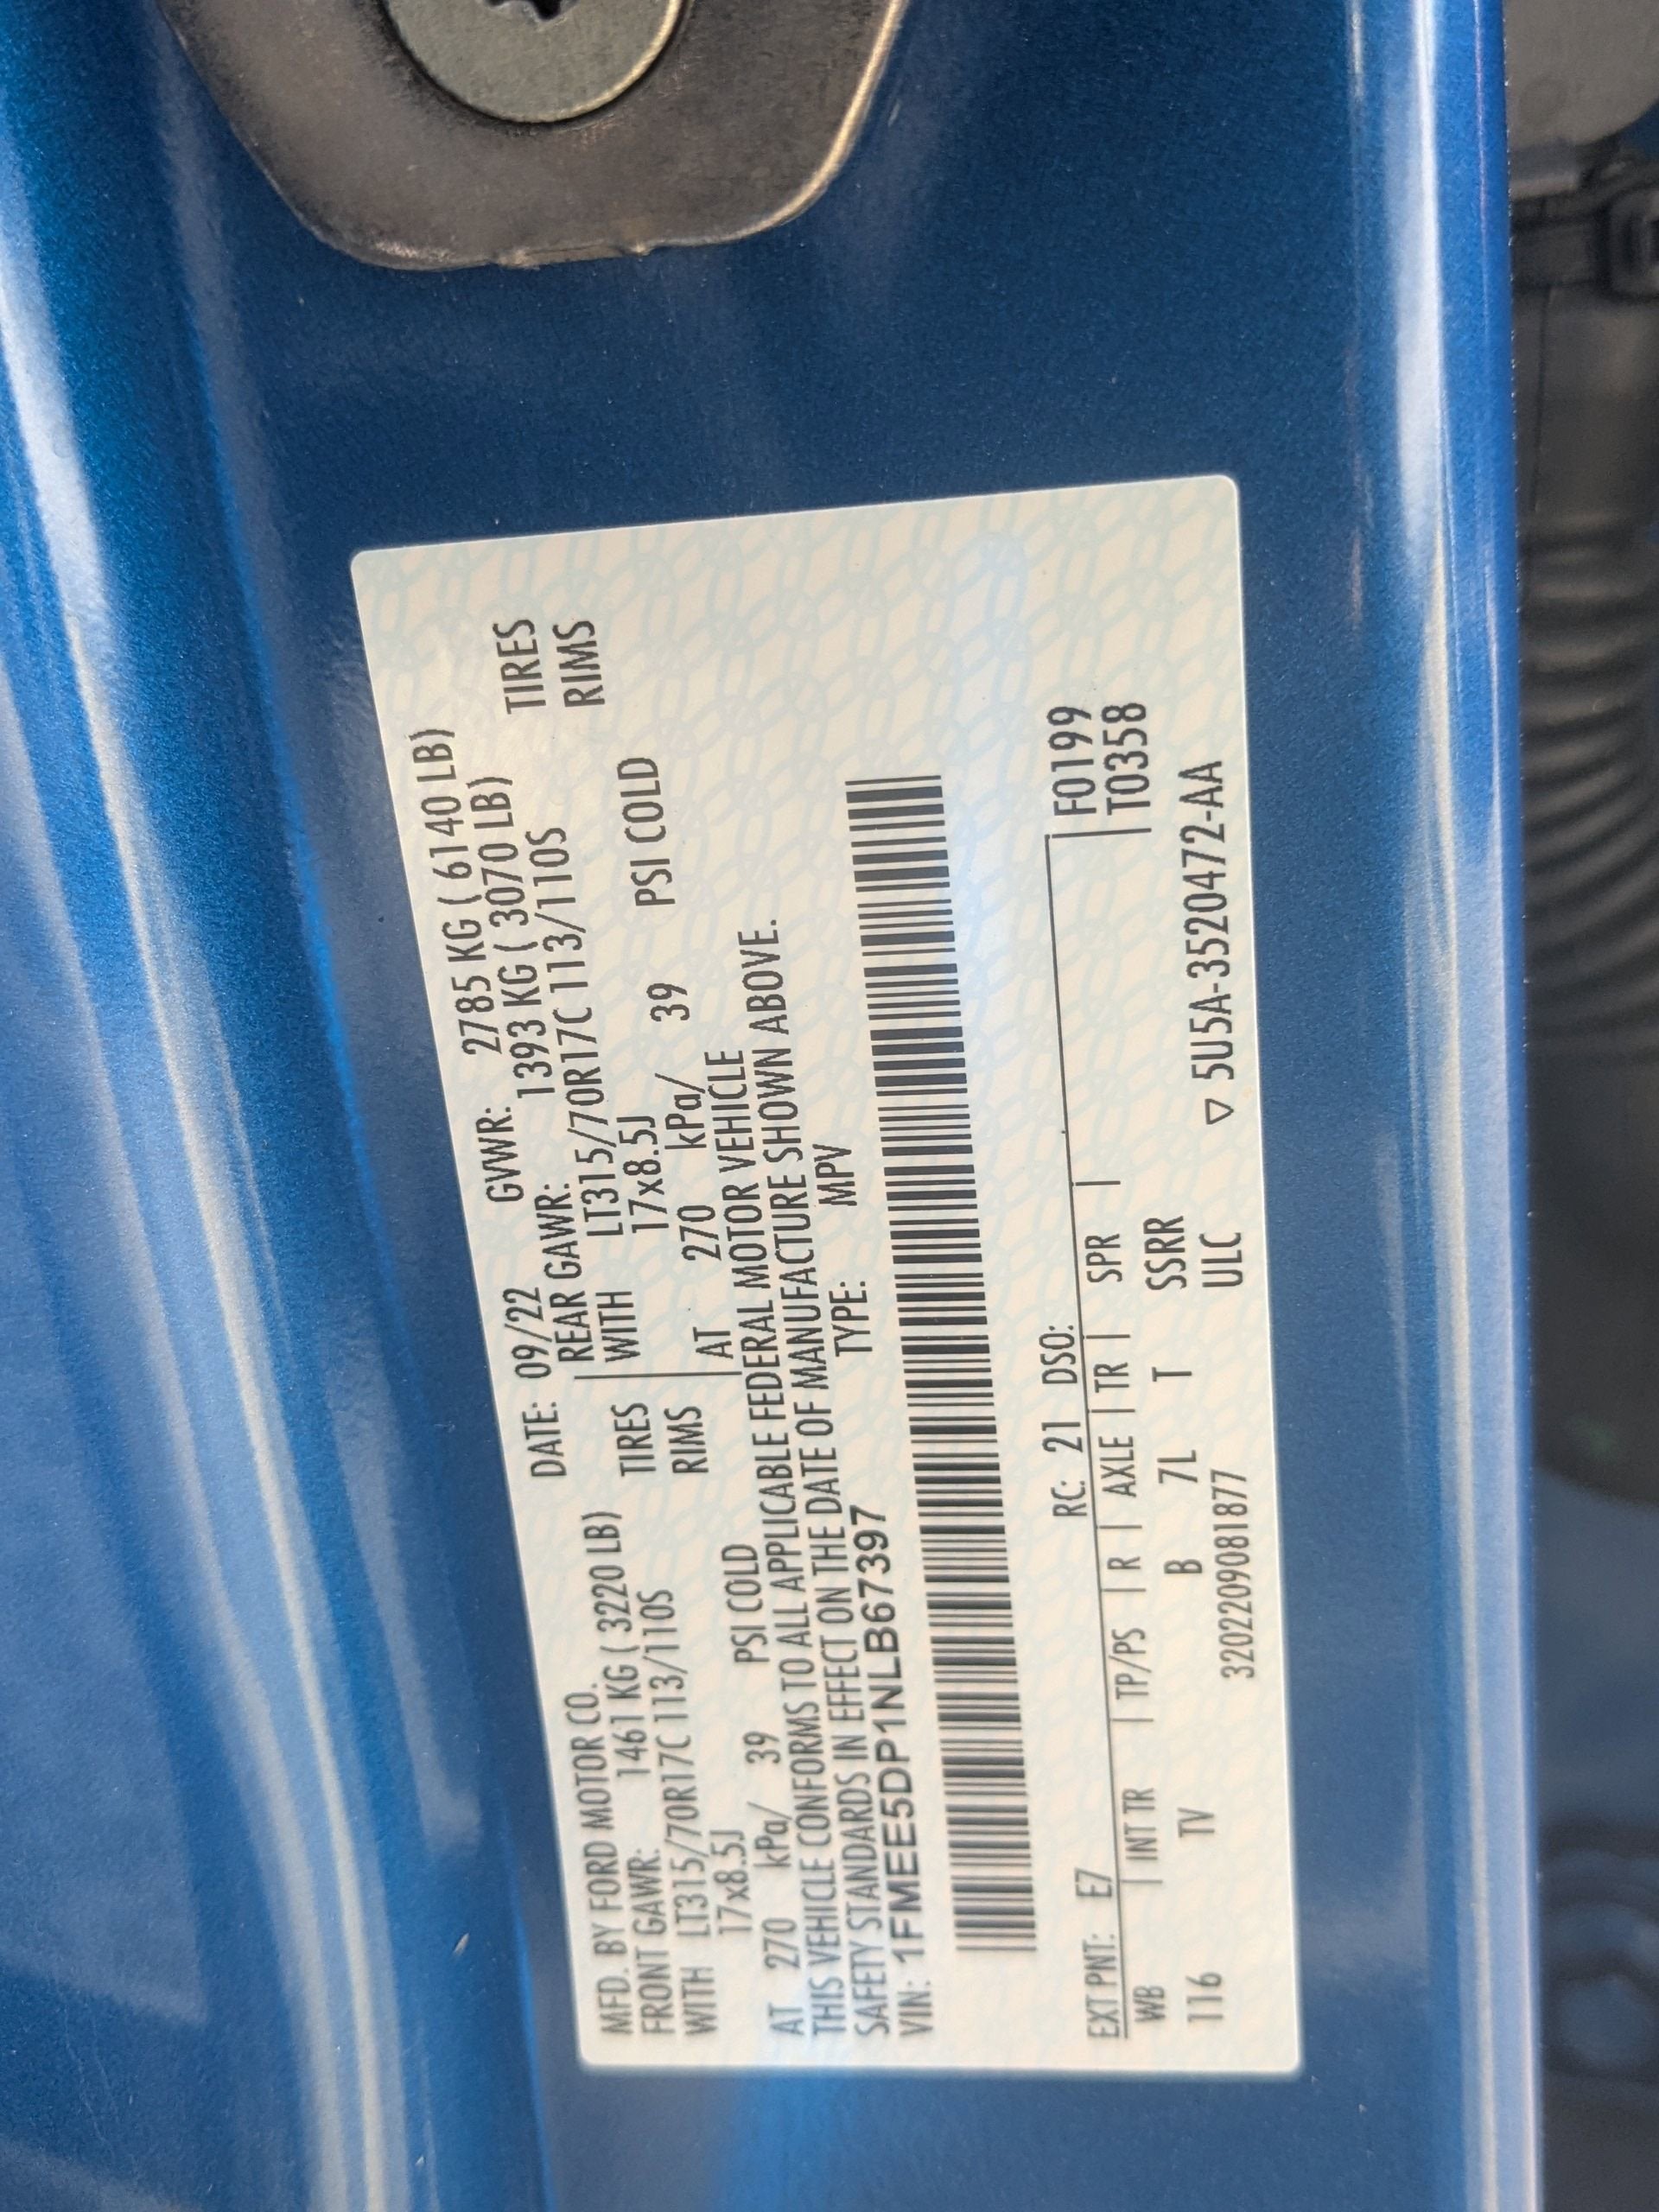 MFD. BY FORD MOTOR CO. DATE: 09/22 GVWR: 2785 KG ( 6140 LB)
FRONT GAWR: 1461 KG ( 3220 LB) REAR GAWR: 1393 KG ( 3070 LB)
WITH LT315/70R17C 113/110S TIRES WITH LT315/70R17C 113/110S TIRES
17x8.5J RIMS 17x8.5J RIMS
AT 270 kPa/ 39 PSI COLD AT 270 kPa/ 39 PSI COLD
THIS VEHICLE CONFORMS TO ALL APPLICABLE FEDERAL MOTOR VEHICLE
SAFETY STANDARDS IN EFFECT ON THE DATE OF MANUFACTURE SHOWN ABOVE.
VIN: 1FMEE5DP1NLB67397 TYPE: MPV
EXT PNT: E7 RC: 21 DSO: F0199
WB | INT TR | TP/PS | R | AXLE | TR | SPR | T0358
116 TV B 7L T SSRR
3202209081877 ULC ▽ 5U5A-3520472-AA